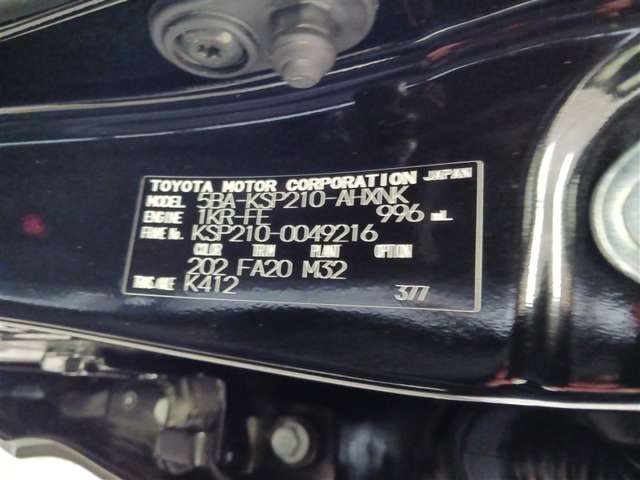 TOYOTA MOTOR CORPORATION JAPAN
MODEL 5BA-KSP210-AHXNK
ENGINE 1KR-FE 996 mL
FRAME No. KSP210-0049216
COLOR TRIM PLANT OPTION
202 FA20 M32
TRANS/AXLE K412
377